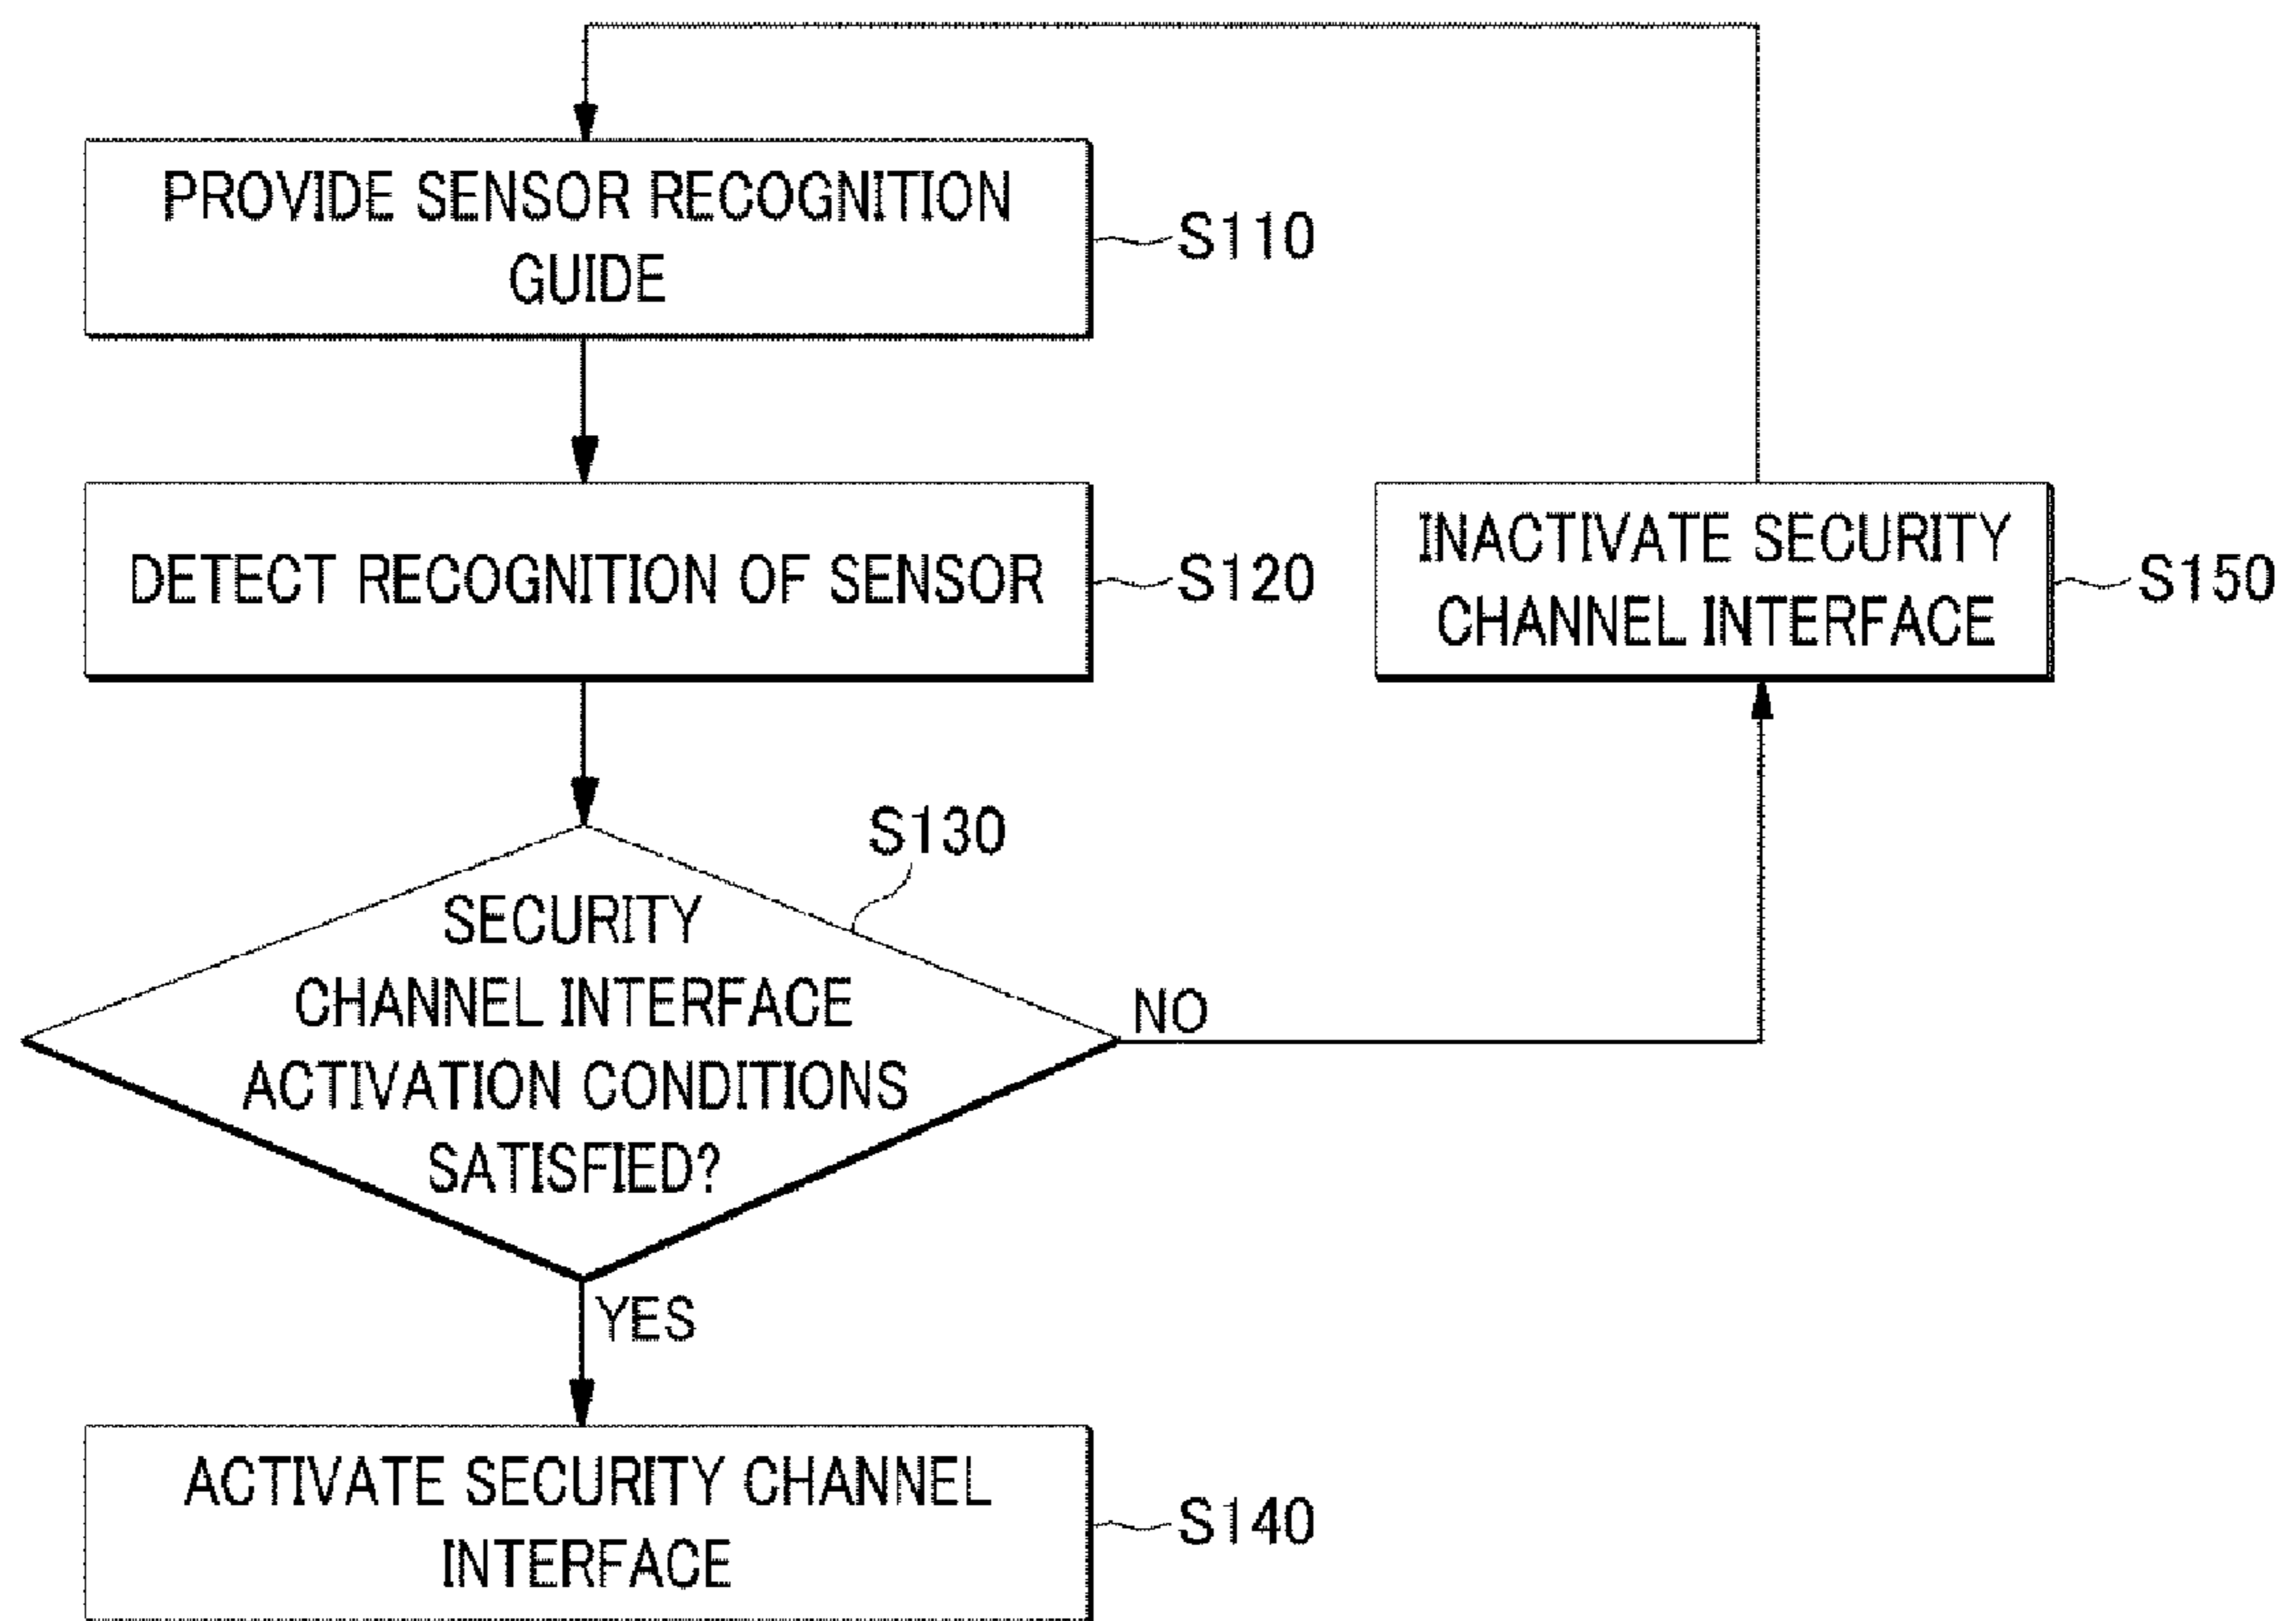 PROVIDE SENSOR RECOGNITION
GUIDE
S110
DETECT RECOGNITION OF SENSOR
S120
INACTIVATE SECURITY
CHANNEL INTERFACE
S150
S130
SECURITY
CHANNEL INTERFACE
ACTIVATION CONDITIONS
SATISFIED?
NO
YES
ACTIVATE SECURITY CHANNEL
INTERFACE
S140